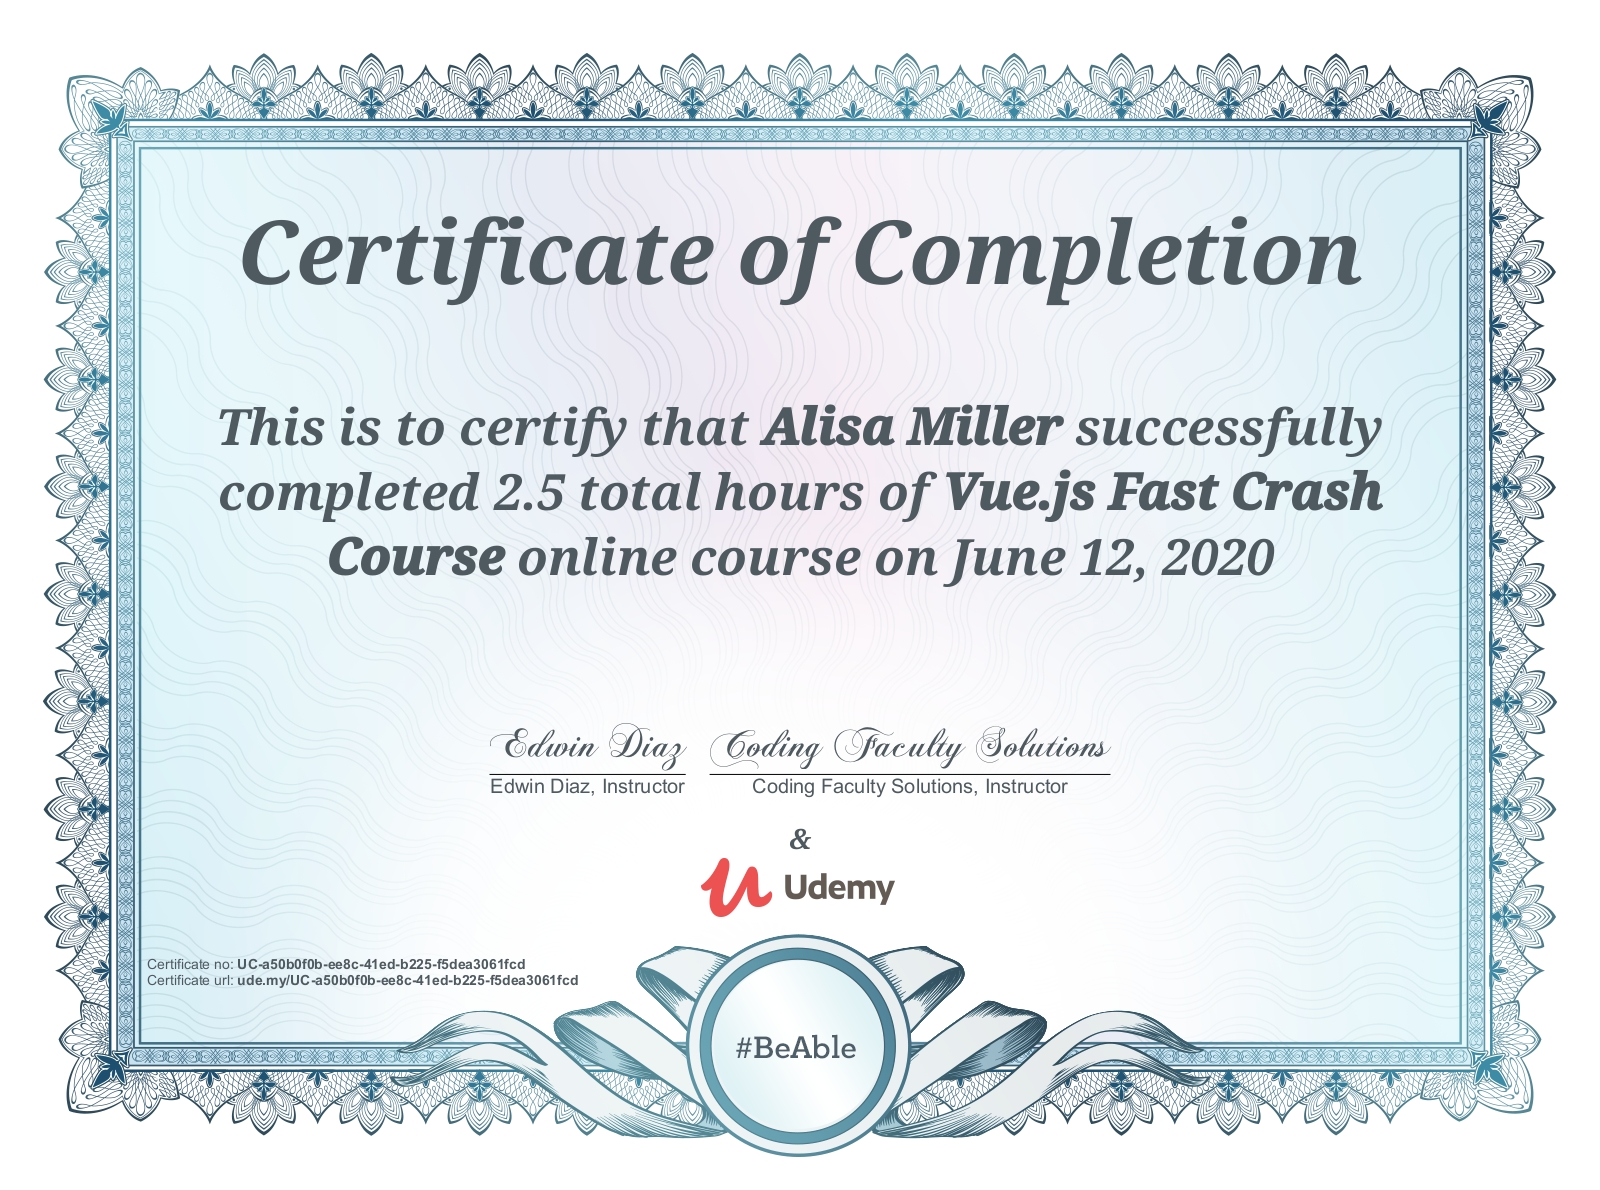 Certificate of Completion
This is to certify that Alisa Miller successfully
completed 2.5 total hours of Vue.js Fast Crash
Course online course on June 12, 2020
Edwin Diaz Coding Faculty Solutions
Edwin Diaz, Instructor Coding Faculty Solutions, Instructor
&
Udemy
Certificate no: UC-a50b0f0b-ee8c-41ed-b225-f5dea3061fcd
Certificate url: ude.my/UC-a50b0f0b-ee8c-41ed-b225-f5dea3061fcd
#BeAble